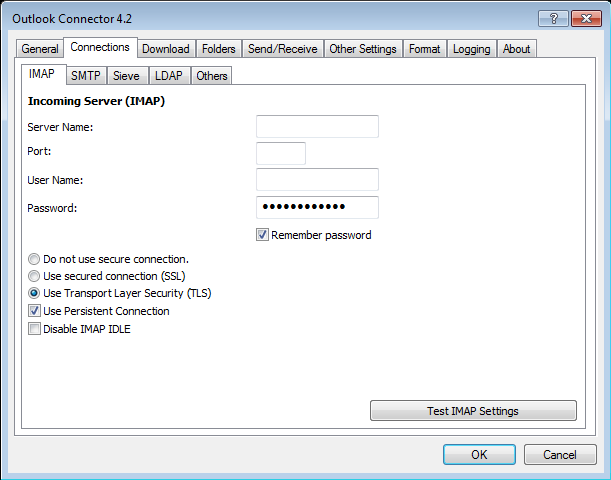 Outlook Connector 4.2
General Connections Download Folders Send/Receive Other Settings Format Logging About
IMAP SMTP Sieve LDAP Others
Incoming Server (IMAP)
Server Name:
Port:
User Name:
Password: ••••••••••••
Remember password
Do not use secure connection.
Use secured connection (SSL)
Use Transport Layer Security (TLS)
Use Persistent Connection
Disable IMAP IDLE
Test IMAP Settings
OK Cancel